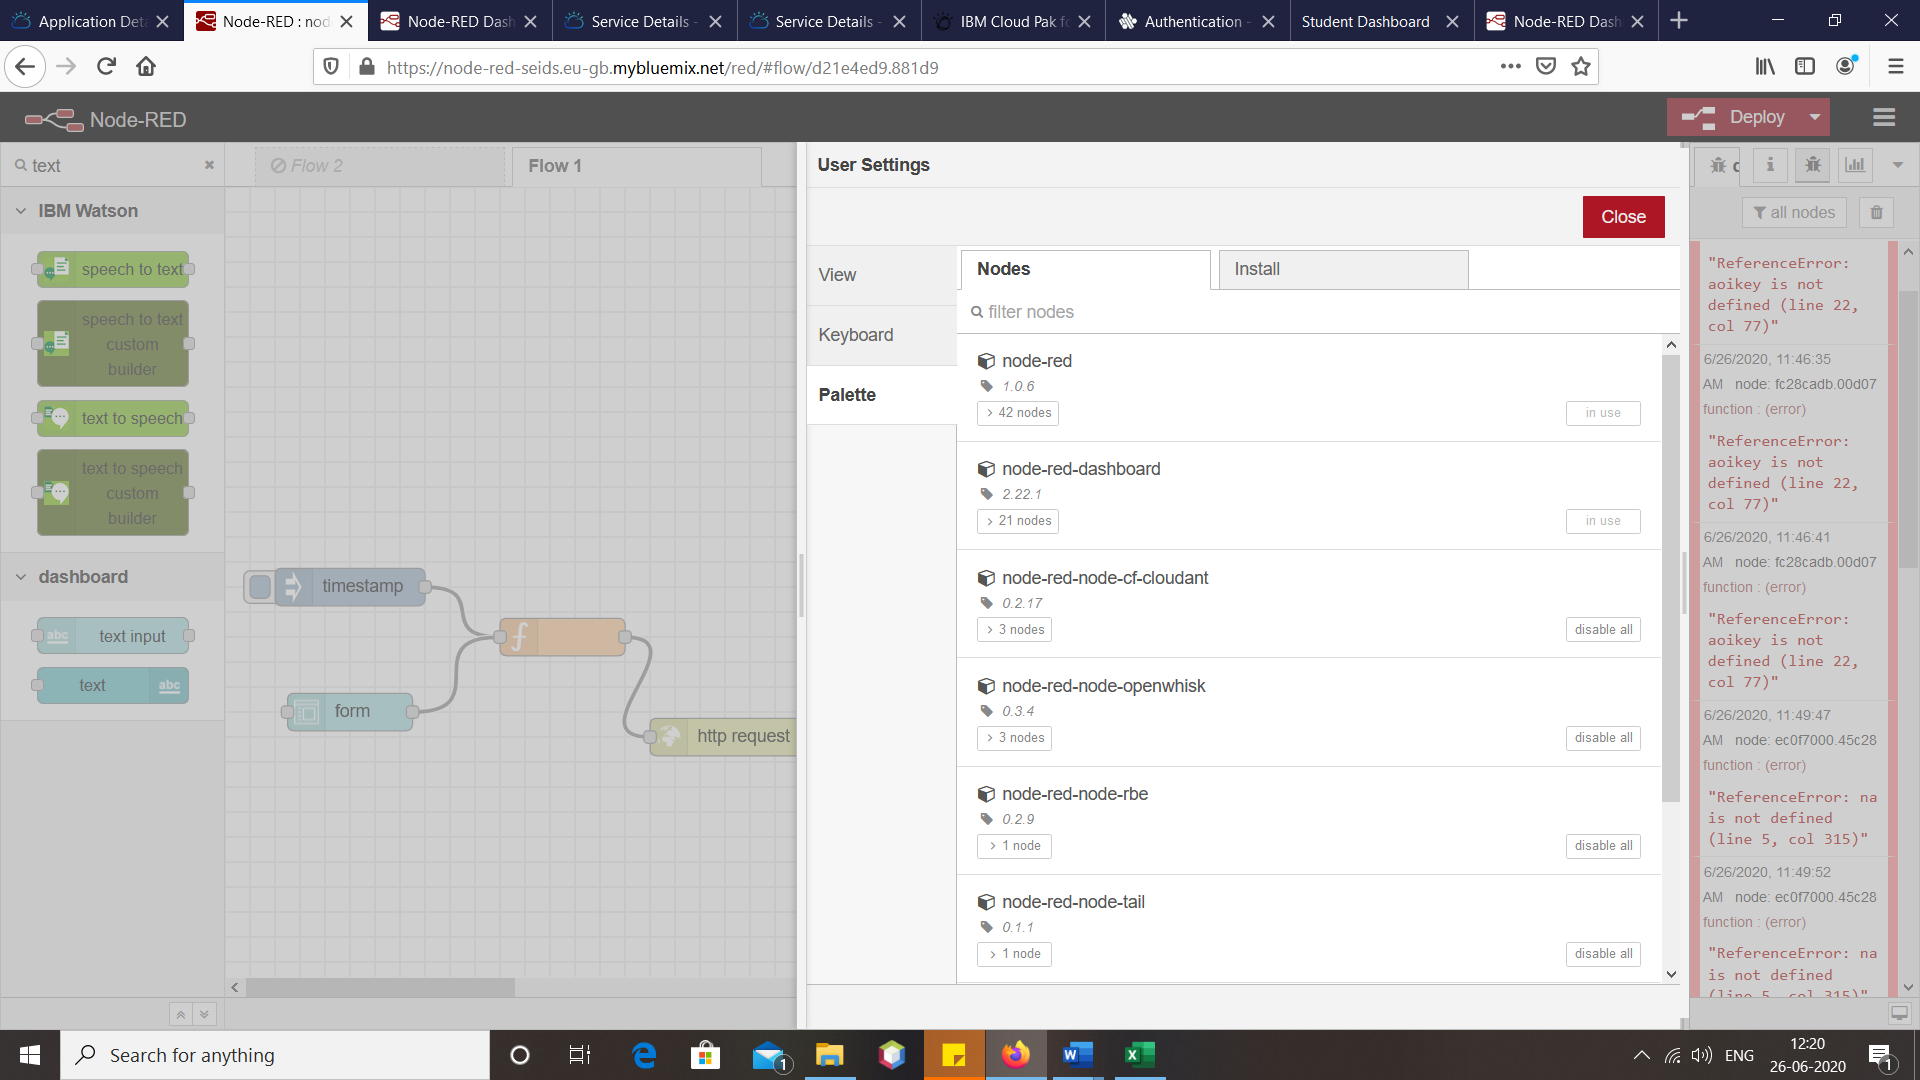 Application Det
Node-RED : nod
Node-RED Dash
Service Details -
Service Details -
IBM Cloud Pak f
Authentication -
Student Dashboard
Node-RED Dash
https://node-red-seids.eu-gb.mybluemix.net/red/#flow/d21e4ed9.881d9
Node-RED
Deploy
text
Flow 2
Flow 1
IBM Watson
speech to text
speech to text
custom
builder
text to speech
text to speech
custom
builder
dashboard
abc text input
text abc
timestamp
form
http request
User Settings
Close
View
Keyboard
Palette
Nodes
Install
filter nodes
node-red
1.0.6
42 nodes
in use
node-red-dashboard
2.22.1
21 nodes
in use
node-red-node-cf-cloudant
0.2.17
3 nodes
disable all
node-red-node-openwhisk
0.3.4
3 nodes
disable all
node-red-node-rbe
0.2.9
1 node
disable all
node-red-node-tail
0.1.1
1 node
disable all
all nodes
"ReferenceError:
aoikey is not
defined (line 22,
col 77)"
6/26/2020, 11:46:35
AM node: fc28cadb.00d07
function : (error)
"ReferenceError:
aoikey is not
defined (line 22,
col 77)"
6/26/2020, 11:46:41
AM node: fc28cadb.00d07
function : (error)
"ReferenceError:
aoikey is not
defined (line 22,
col 77)"
6/26/2020, 11:49:47
AM node: ec0f7000.45c28
function : (error)
"ReferenceError: na
is not defined
(line 5, col 315)"
6/26/2020, 11:49:52
AM node: ec0f7000.45c28
function : (error)
"ReferenceError: na
is not defined
(line 5, col 315)"
Search for anything
1
ENG
12:20
26-06-2020
1